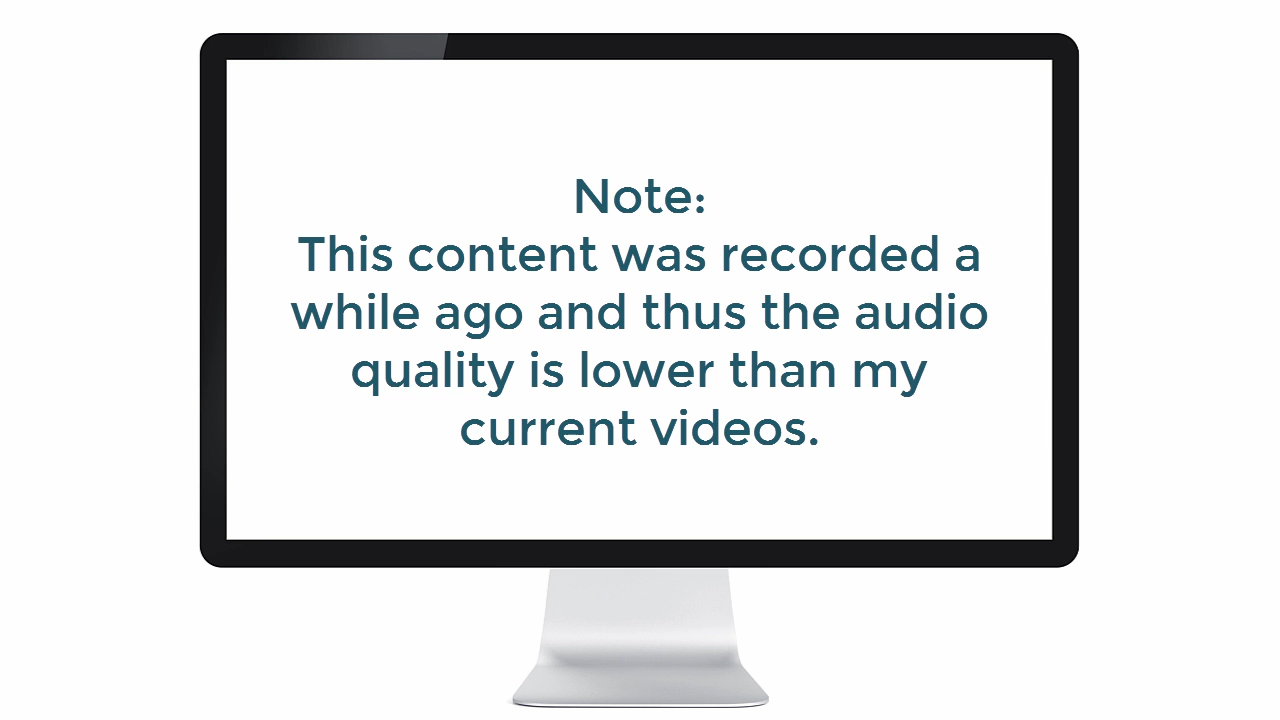 Note:
This content was recorded a
while ago and thus the audio
quality is lower than my
current videos.